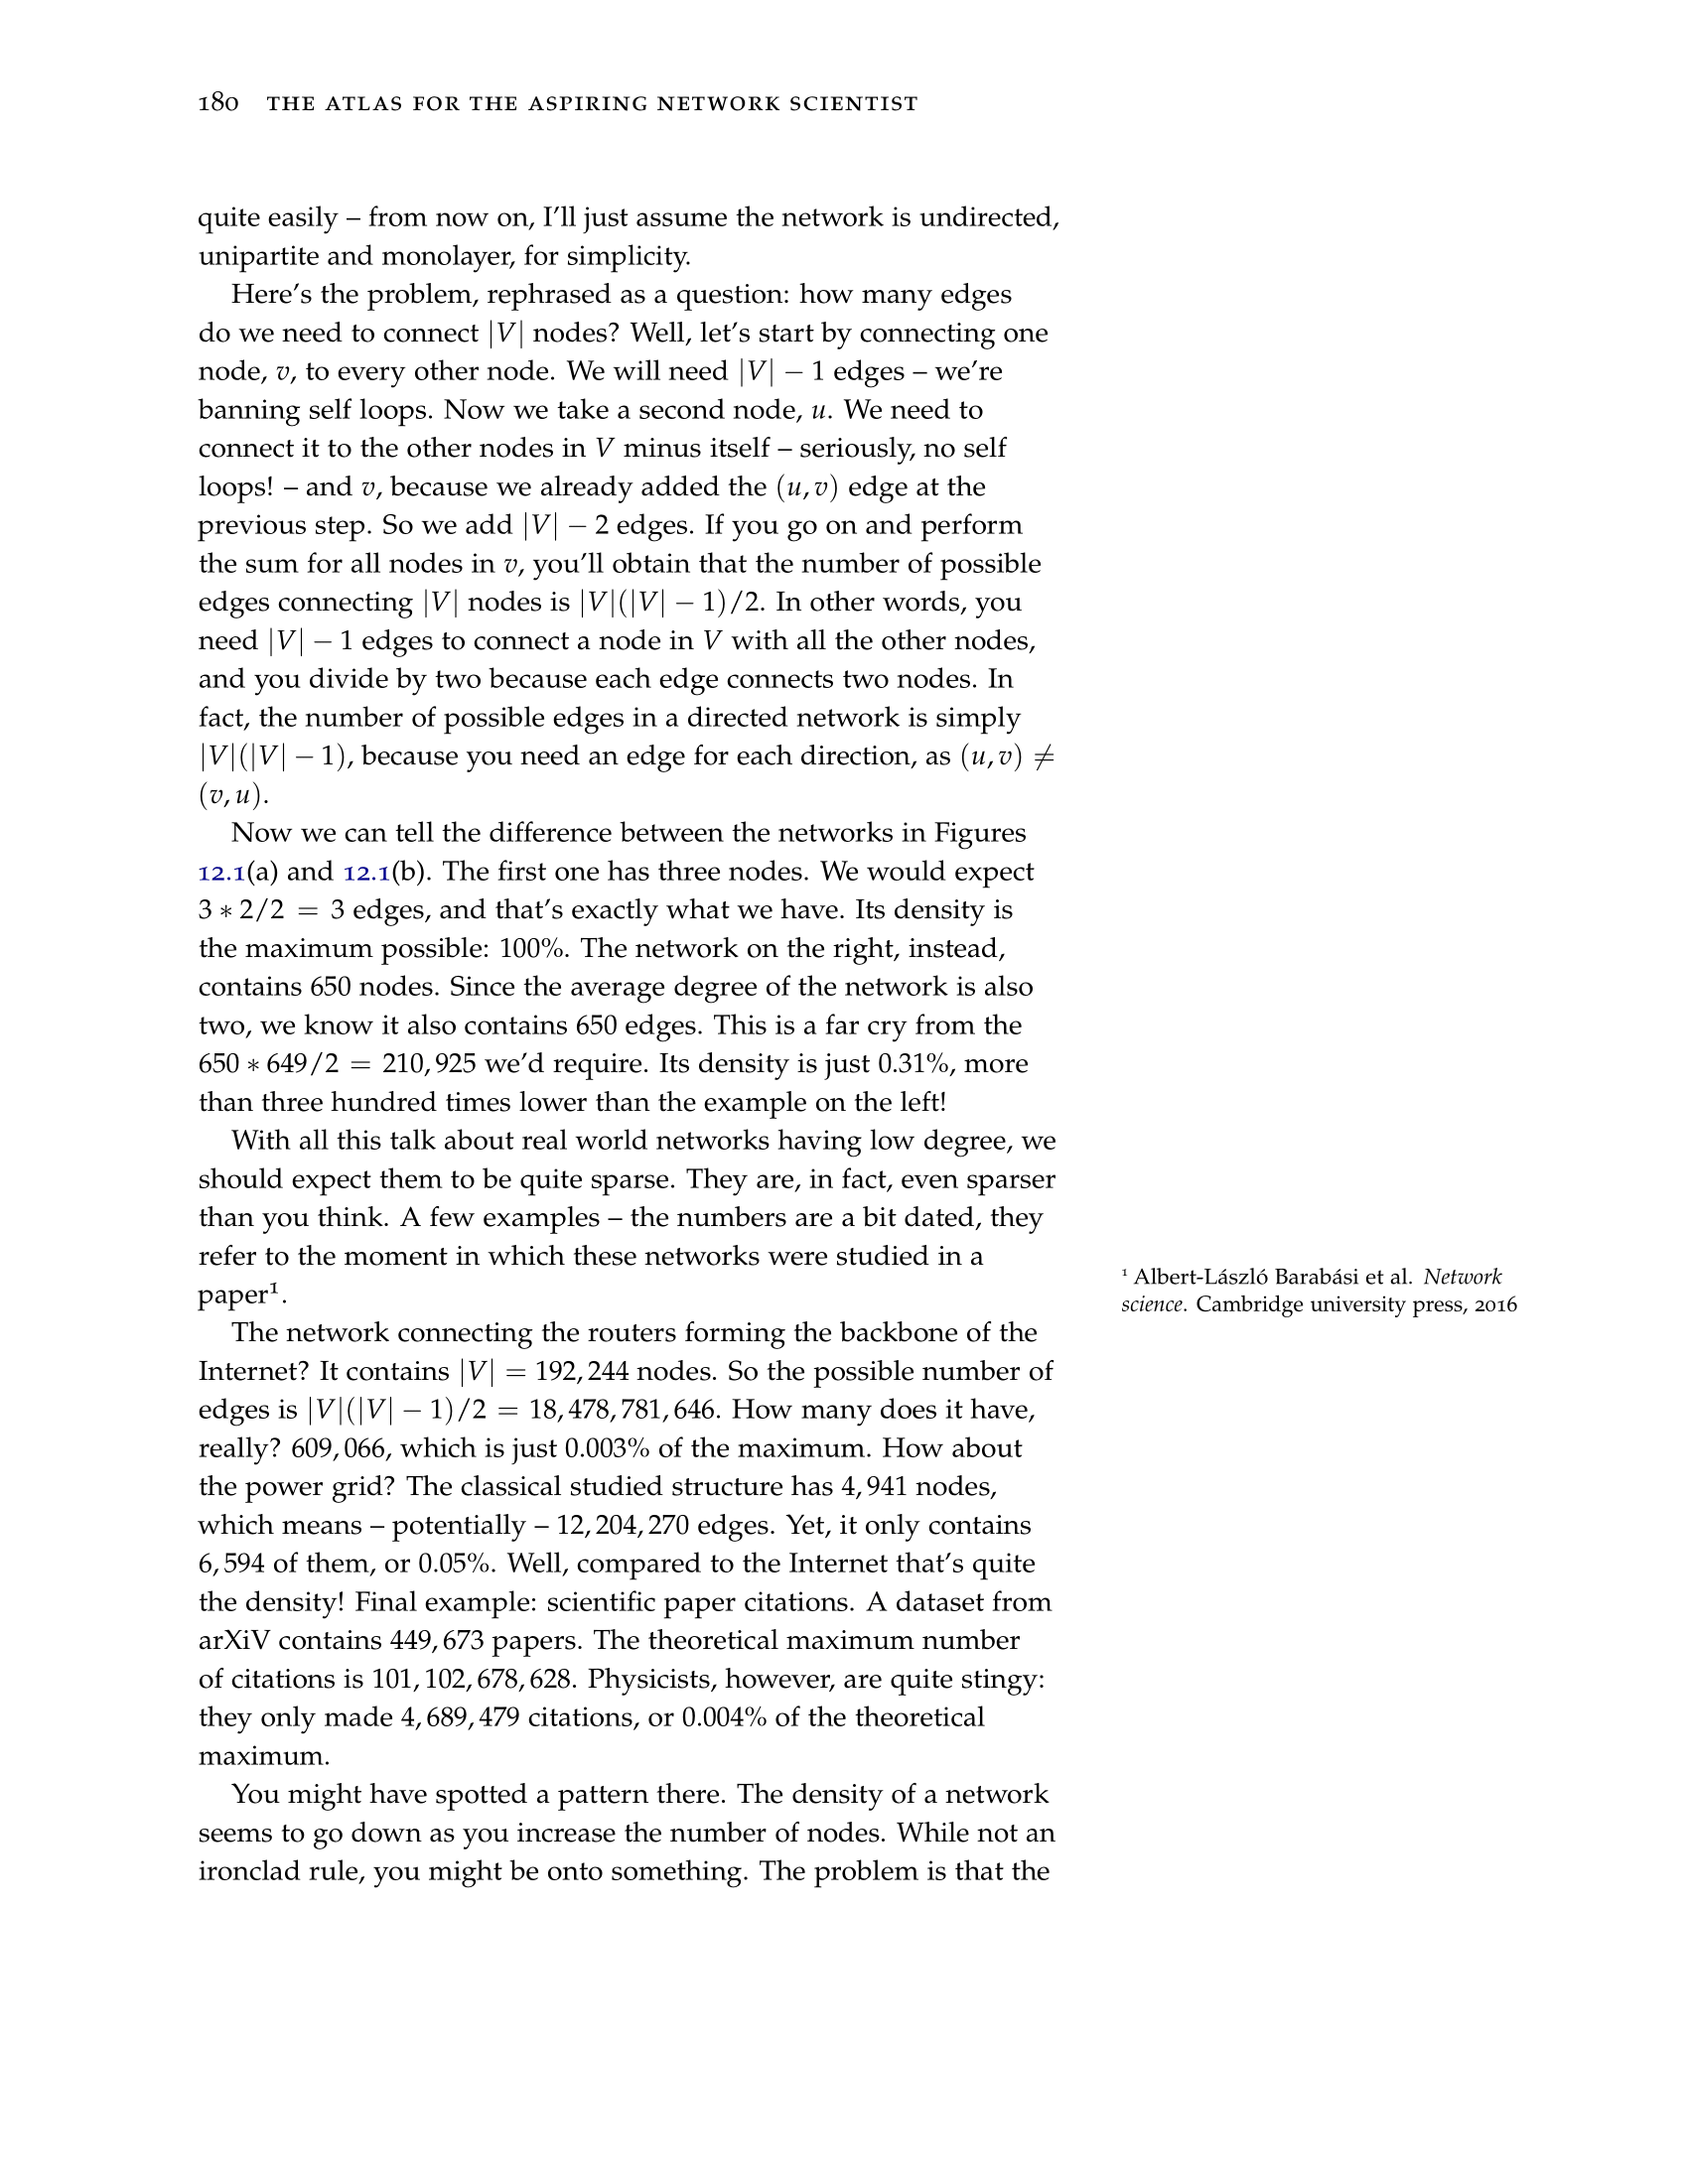 180 THE ATLAS FOR THE ASPIRING NETWORK SCIENTIST
quite easily – from now on, I'll just assume the network is undirected,
unipartite and monolayer, for simplicity.
Here's the problem, rephrased as a question: how many edges
do we need to connect |V| nodes? Well, let's start by connecting one
node, v, to every other node. We will need |V| − 1 edges – we're
banning self loops. Now we take a second node, u. We need to
connect it to the other nodes in V minus itself – seriously, no self
loops! – and v, because we already added the (u, v) edge at the
previous step. So we add |V| − 2 edges. If you go on and perform
the sum for all nodes in v, you'll obtain that the number of possible
edges connecting |V| nodes is |V|(|V| − 1)/2. In other words, you
need |V| − 1 edges to connect a node in V with all the other nodes,
and you divide by two because each edge connects two nodes. In
fact, the number of possible edges in a directed network is simply
|V|(|V| − 1), because you need an edge for each direction, as (u, v) ≠
(v, u).
Now we can tell the difference between the networks in Figures
12.1(a) and 12.1(b). The first one has three nodes. We would expect
3 ∗ 2/2 = 3 edges, and that's exactly what we have. Its density is
the maximum possible: 100%. The network on the right, instead,
contains 650 nodes. Since the average degree of the network is also
two, we know it also contains 650 edges. This is a far cry from the
650 ∗ 649/2 = 210, 925 we'd require. Its density is just 0.31%, more
than three hundred times lower than the example on the left!
With all this talk about real world networks having low degree, we
should expect them to be quite sparse. They are, in fact, even sparser
than you think. A few examples – the numbers are a bit dated, they
refer to the moment in which these networks were studied in a
paper¹.
¹ Albert-László Barabási et al. Network
science. Cambridge university press, 2016
The network connecting the routers forming the backbone of the
Internet? It contains |V| = 192, 244 nodes. So the possible number of
edges is |V|(|V| − 1)/2 = 18, 478, 781, 646. How many does it have,
really? 609, 066, which is just 0.003% of the maximum. How about
the power grid? The classical studied structure has 4, 941 nodes,
which means – potentially – 12, 204, 270 edges. Yet, it only contains
6, 594 of them, or 0.05%. Well, compared to the Internet that's quite
the density! Final example: scientific paper citations. A dataset from
arXiV contains 449, 673 papers. The theoretical maximum number
of citations is 101, 102, 678, 628. Physicists, however, are quite stingy:
they only made 4, 689, 479 citations, or 0.004% of the theoretical
maximum.
You might have spotted a pattern there. The density of a network
seems to go down as you increase the number of nodes. While not an
ironclad rule, you might be onto something. The problem is that the